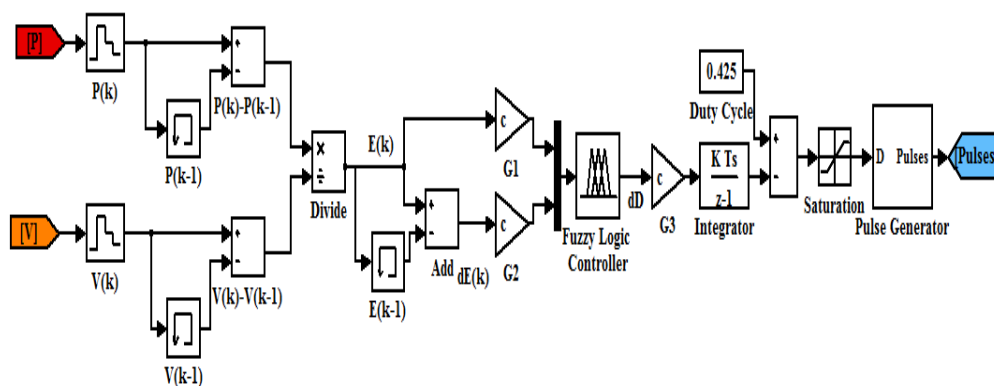 [P]
P(k)
P(k-1)
P(k)-P(k-1)
[V]
V(k)
V(k-1)
V(k)-V(k-1)
×
÷
Divide
E(k)
E(k-1)
+
-
Add
dE(k)
c
G1
c
G2
Fuzzy Logic
Controller
dD
c
G3
K Ts
z-1
Integrator
0.425
Duty Cycle
+
-
Saturation
D Pulses
Pulse Generator
[Pulses]